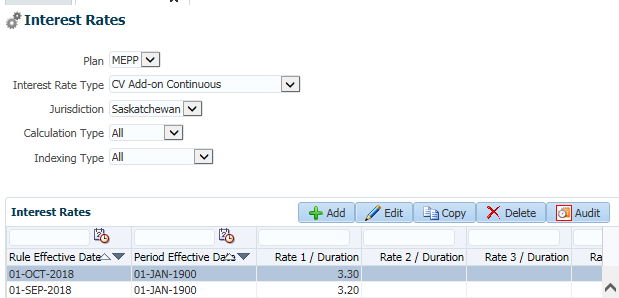 Interest Rates
Plan MEPP
Interest Rate Type CV Add-on Continuous
Jurisdiction Saskatchewan
Calculation Type All
Indexing Type All
Interest Rates Add Edit Copy Delete Audit
Rule Effective Date Period Effective Date Rate 1 / Duration Rate 2 / Duration Rate 3 / Duration Ra
01-OCT-2018 01-JAN-1900 3.30
01-SEP-2018 01-JAN-1900 3.20